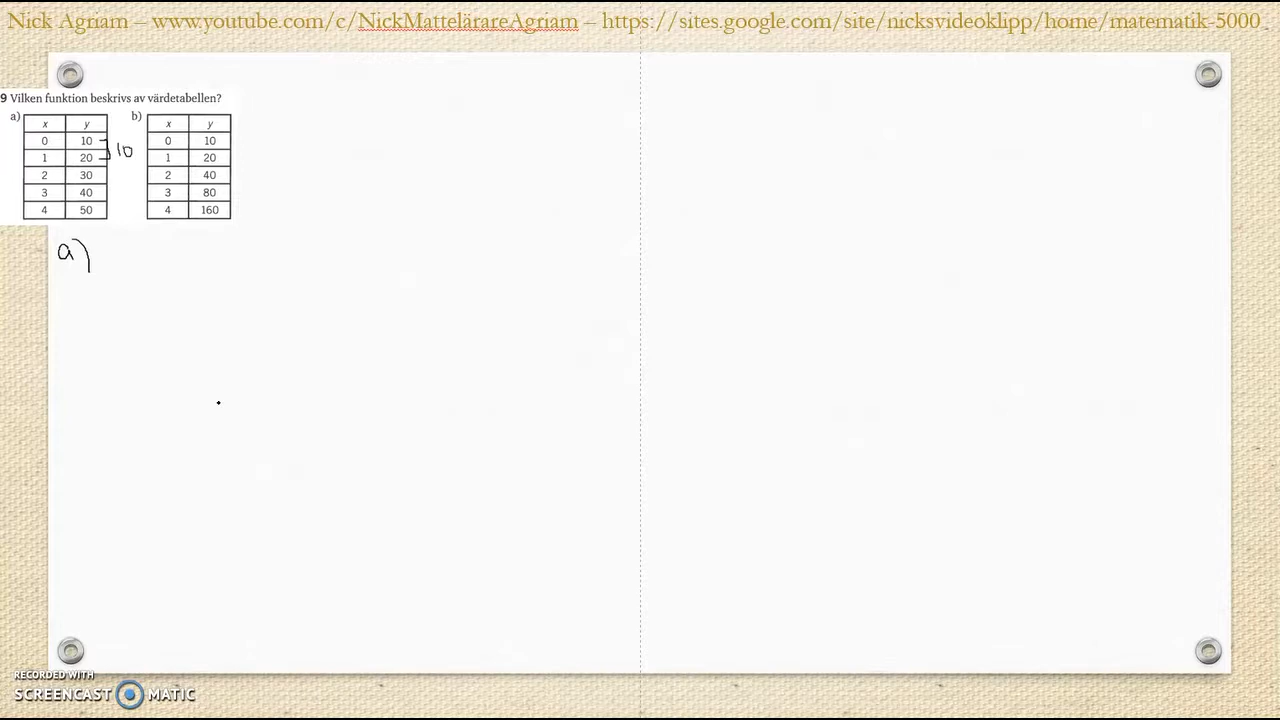 Nick Agriam – www.youtube.com/c/NickMattelärareAgriam – https://sites.google.com/site/nicksvideoklipp/home/matematik-5000
9 Vilken funktion beskrivs av värdetabellen?
a)
x y
0 10
1 20
2 30
3 40
4 50
10
b)
x y
0 10
1 20
2 40
3 80
4 160
a)
RECORDED WITH
SCREENCAST MATIC